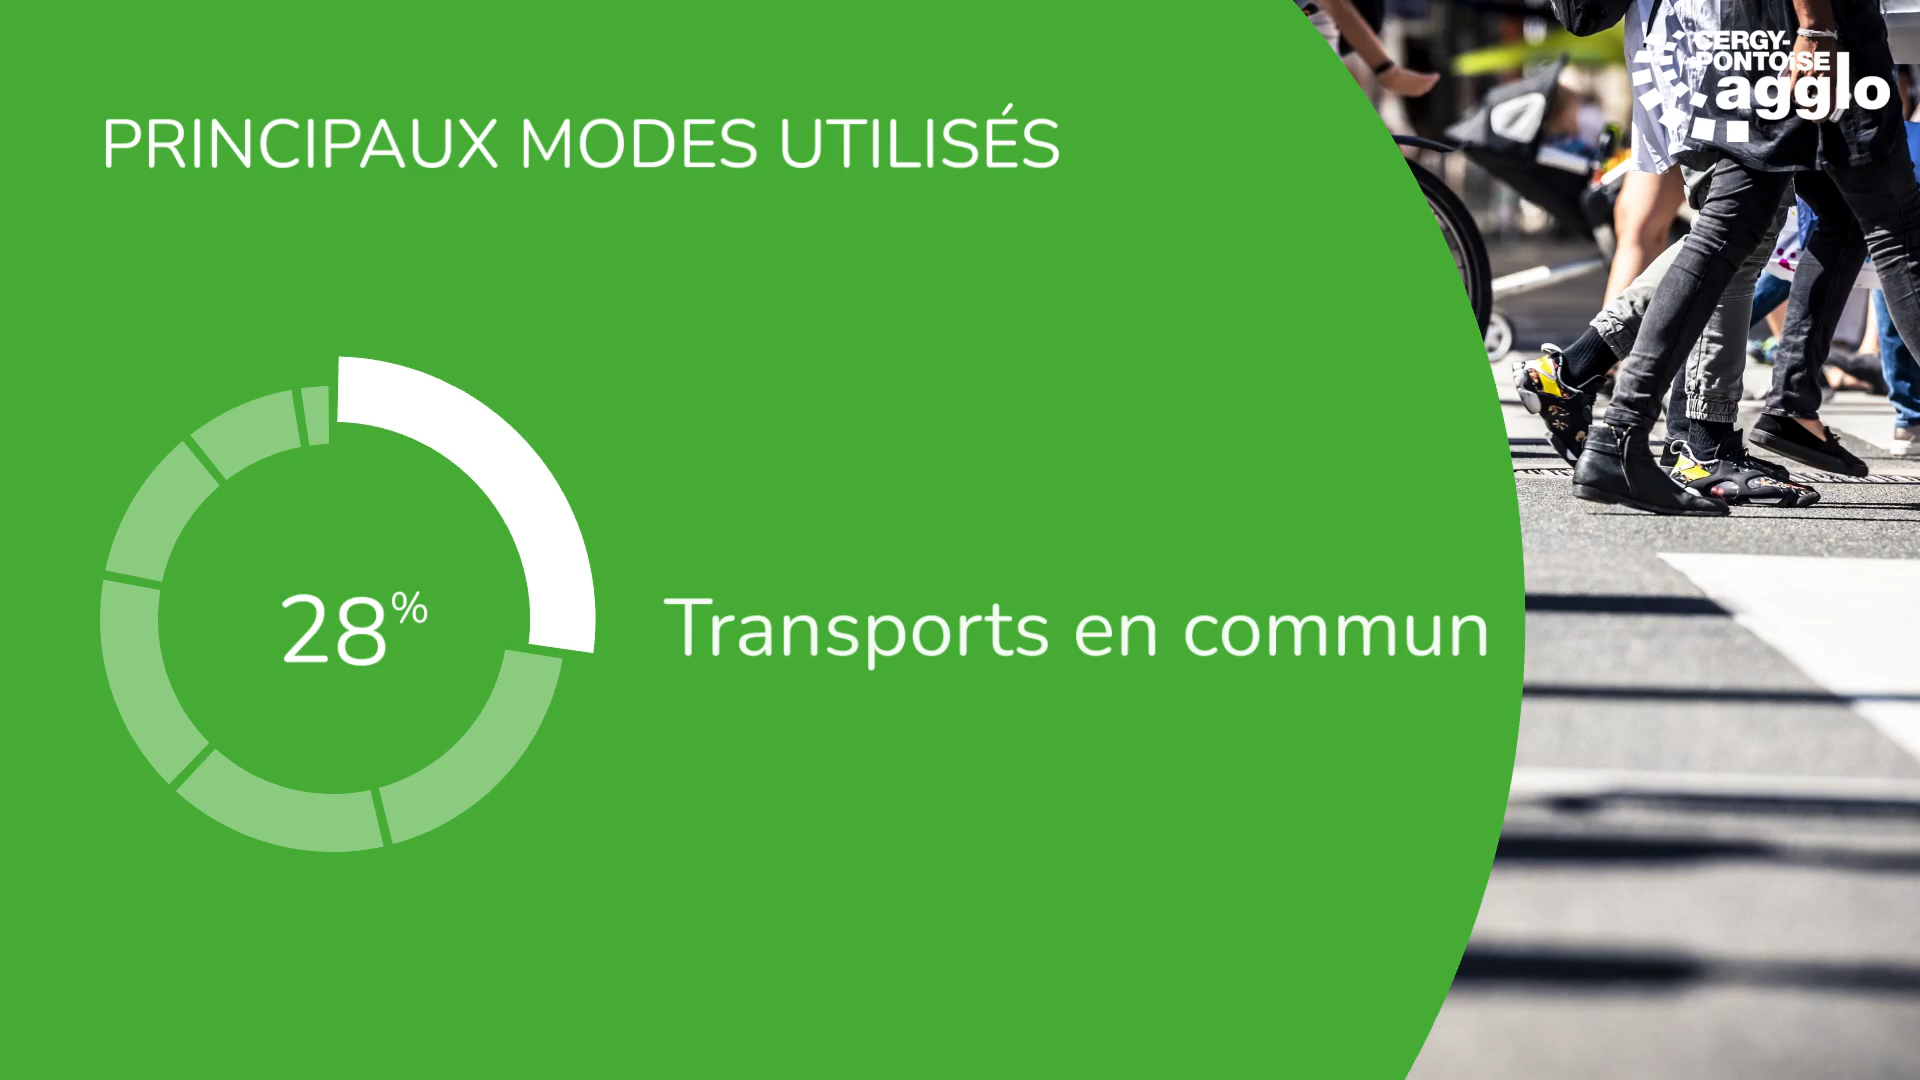 CERGY-
PONTOiSE
agglo
PRINCIPAUX MODES UTILISÉS
28%
Transports en commun